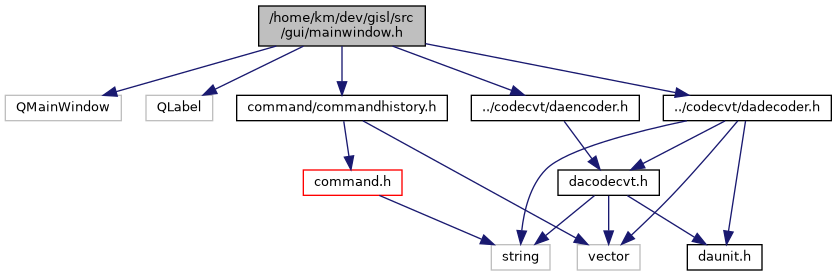 /home/km/dev/gisl/src
/gui/mainwindow.h
QMainWindow
QLabel
command/commandhistory.h
../codecvt/daencoder.h
../codecvt/dadecoder.h
command.h
dacodecvt.h
string
vector
daunit.h